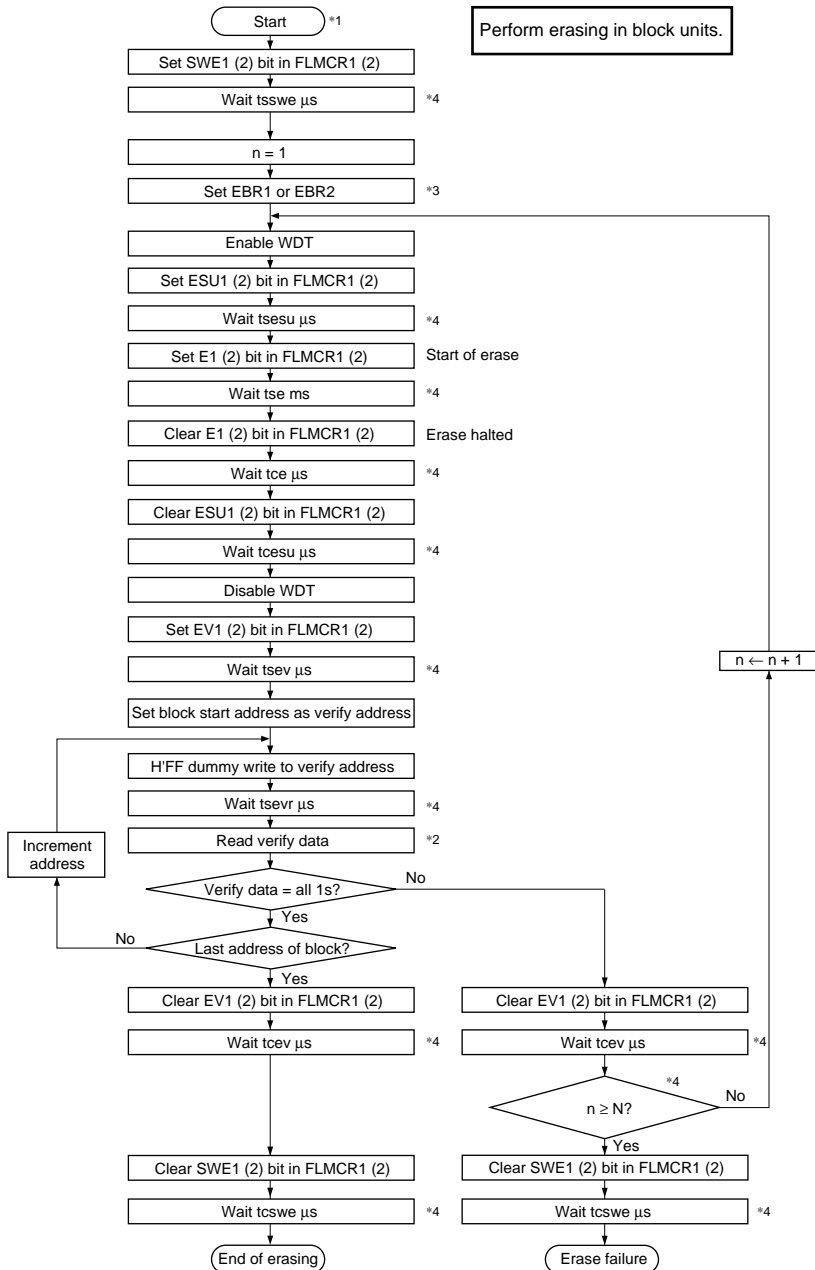 Start *1
Perform erasing in block units.
Set SWE1 (2) bit in FLMCR1 (2)
Wait tsswe μs *4
n = 1
Set EBR1 or EBR2 *3
Enable WDT
Set ESU1 (2) bit in FLMCR1 (2)
Wait tsesu μs *4
Set E1 (2) bit in FLMCR1 (2) Start of erase
Wait tse ms *4
Clear E1 (2) bit in FLMCR1 (2) Erase halted
Wait tce μs *4
Clear ESU1 (2) bit in FLMCR1 (2)
Wait tcesu μs *4
Disable WDT
Set EV1 (2) bit in FLMCR1 (2)
n ← n + 1
Wait tsev μs *4
Set block start address as verify address
H'FF dummy write to verify address
Wait tsevr μs *4
Increment
address
Read verify data *2
Verify data = all 1s?
No
Yes
No
Last address of block?
Yes
Clear EV1 (2) bit in FLMCR1 (2)
Clear EV1 (2) bit in FLMCR1 (2)
Wait tcev μs *4
Wait tcev μs *4
*4
No
n ≥ N?
Yes
Clear SWE1 (2) bit in FLMCR1 (2)
Clear SWE1 (2) bit in FLMCR1 (2)
Wait tcswe μs *4
Wait tcswe μs *4
End of erasing
Erase failure